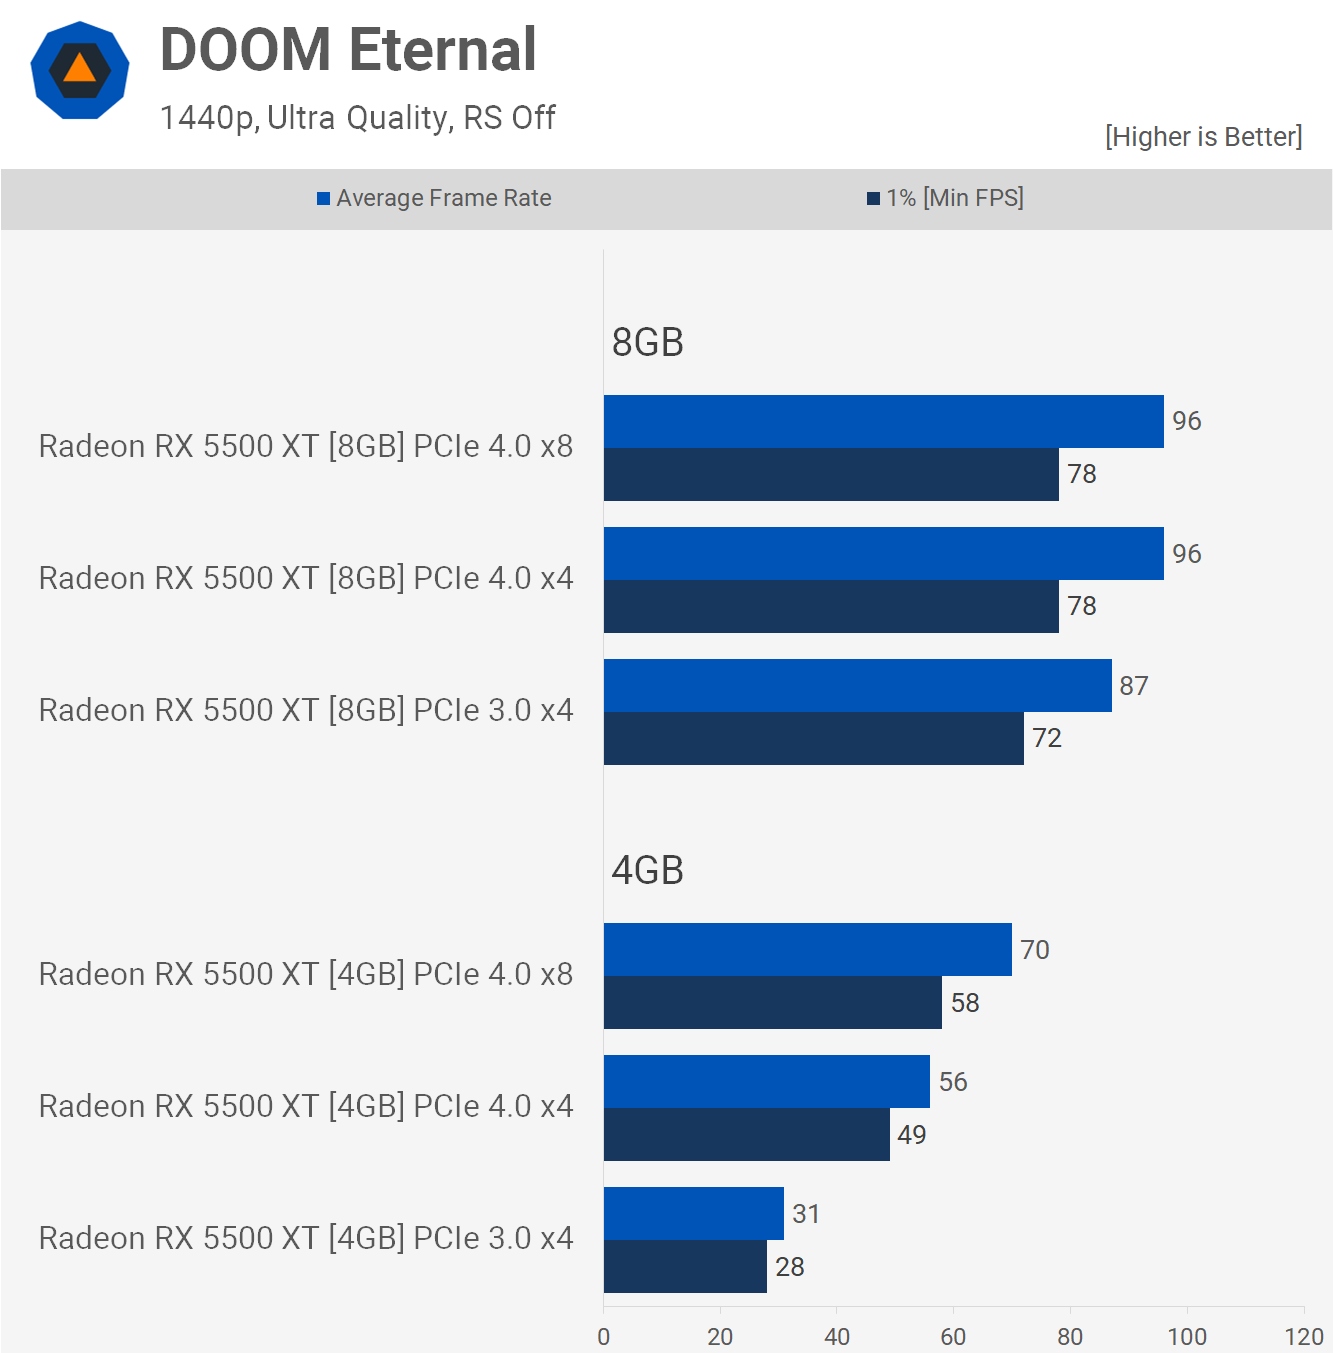 DOOM Eternal
1440p, Ultra Quality, RS Off
[Higher is Better]
Average Frame Rate
1% [Min FPS]
8GB
Radeon RX 5500 XT [8GB] PCIe 4.0 x8
96
78
Radeon RX 5500 XT [8GB] PCIe 4.0 x4
96
78
Radeon RX 5500 XT [8GB] PCIe 3.0 x4
87
72
4GB
Radeon RX 5500 XT [4GB] PCIe 4.0 x8
70
58
Radeon RX 5500 XT [4GB] PCIe 4.0 x4
56
49
Radeon RX 5500 XT [4GB] PCIe 3.0 x4
31
28
0 20 40 60 80 100 120